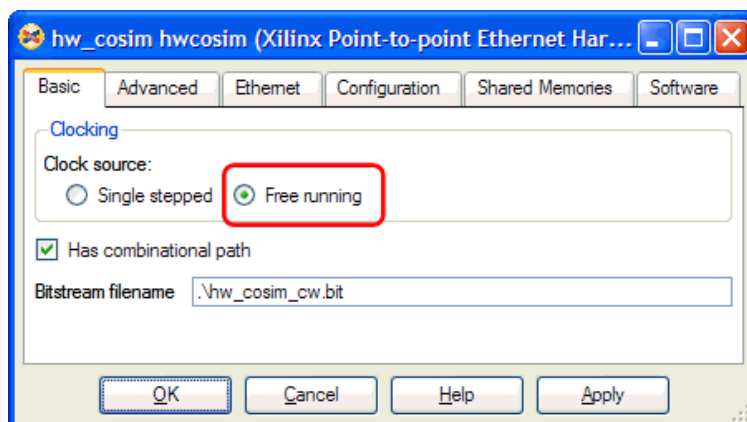 hw_cosim hwcosim (Xilinx Point-to-point Ethernet Har...
Basic Advanced Ethernet Configuration Shared Memories Software
Clocking
Clock source:
Single stepped Free running
Has combinational path
Bitstream filename .\hw_cosim_cw.bit
OK Cancel Help Apply